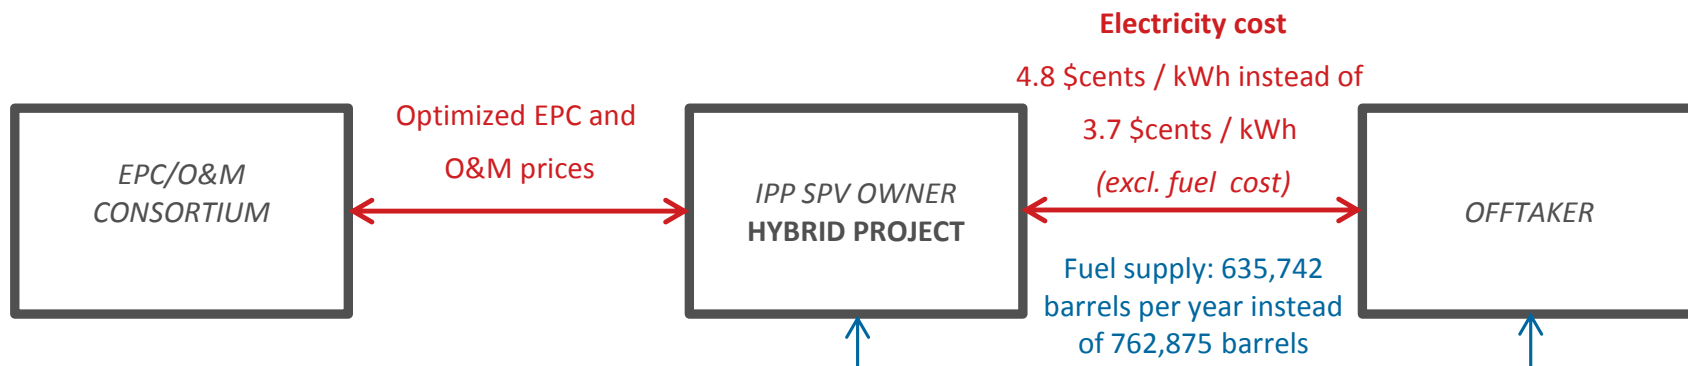 EPC/O&M
CONSORTIUM
Optimized EPC and
O&M prices
IPP SPV OWNER
HYBRID PROJECT
Electricity cost
4.8 $cents / kWh instead of
3.7 $cents / kWh
(excl. fuel cost)
Fuel supply: 635,742
barrels per year instead
of 762,875 barrels
OFFTAKER